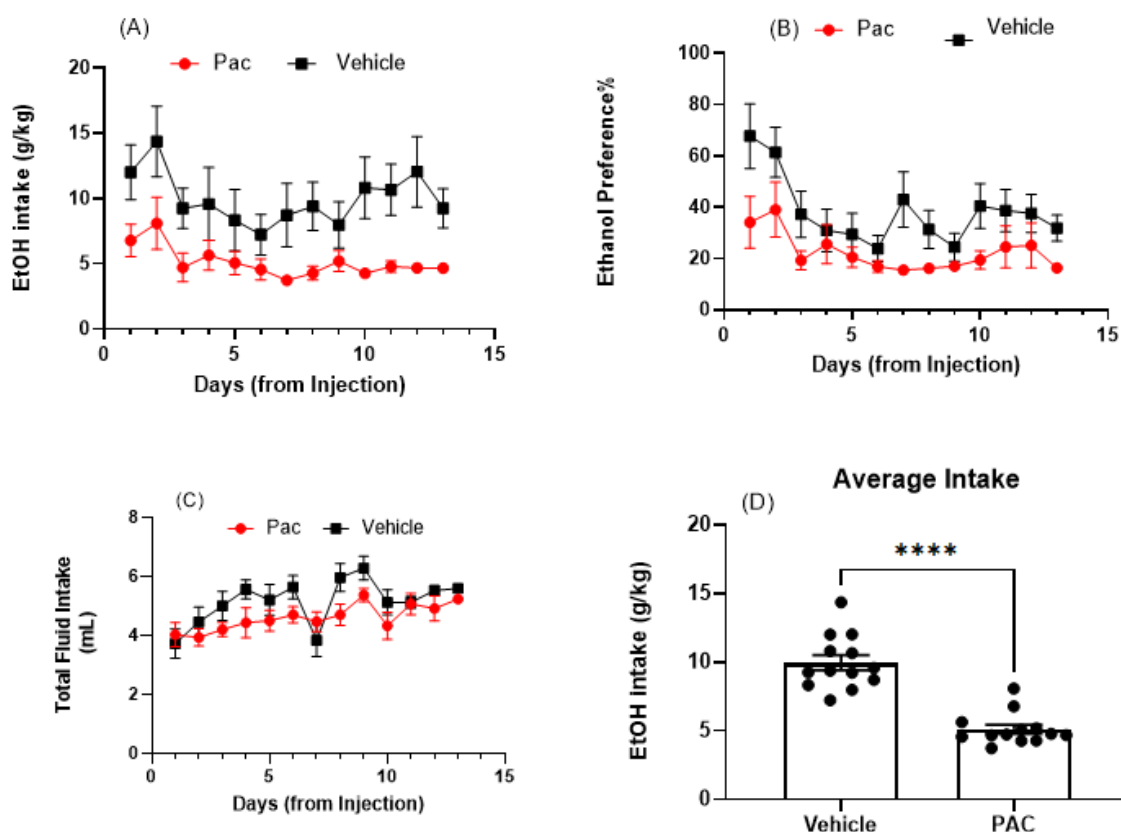 (A)
Pac
Vehicle
20
15
10
5
0
EtOH intake (g/kg)
0
5
10
15
Days (from Injection)
(B)
Pac
Vehicle
100
80
60
40
20
0
Ethanol Preference%
0
5
10
15
Days (from Injection)
(C)
Pac
Vehicle
8
6
4
2
0
Total Fluid Intake
(mL)
0
5
10
15
Days (from Injection)
Average Intake
(D)
****
20
15
10
5
0
EtOH intake (g/kg)
Vehicle
PAC